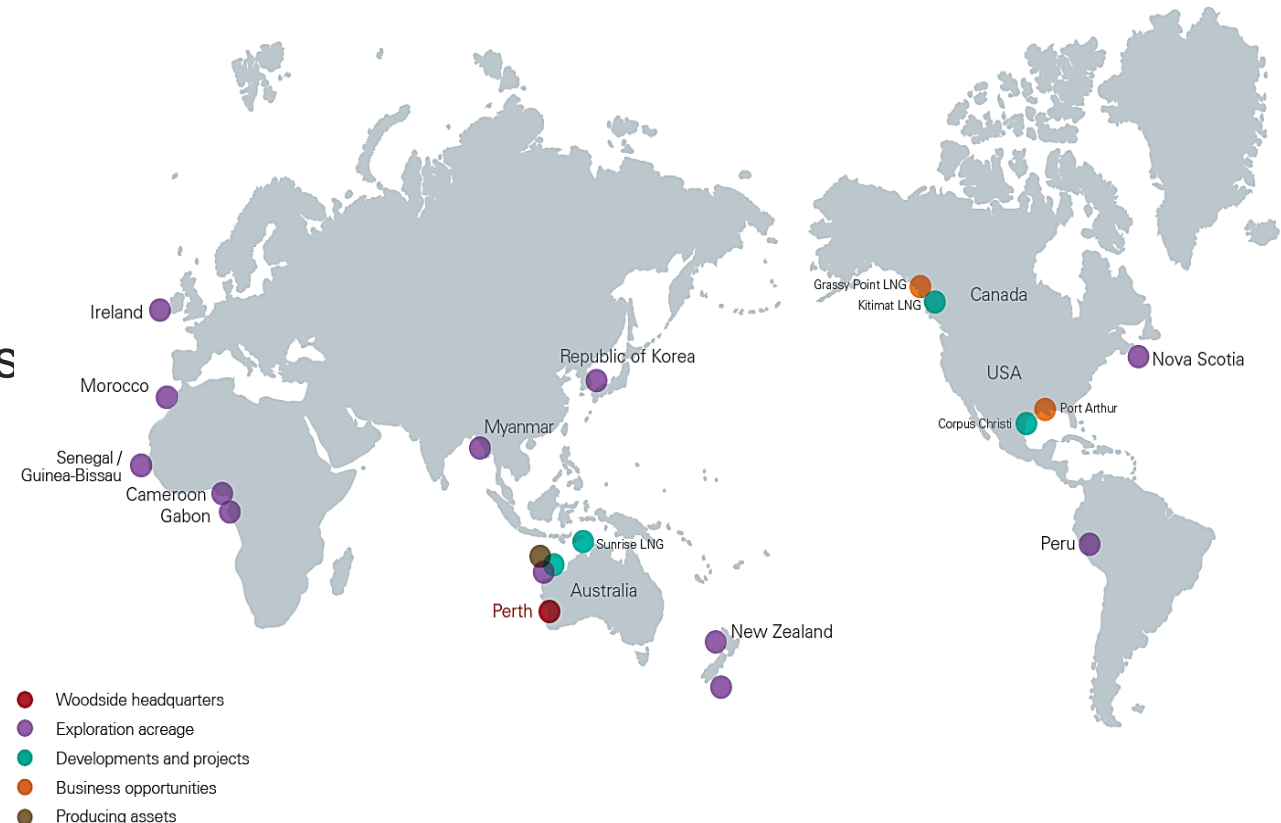 Grassy Point LNG
Kitimat LNG
Canada
Ireland
Republic of Korea
Nova Scotia
s
USA
Morocco
Port Arthur
Corpus Christi
Myanmar
Senegal /
Guinea-Bissau
Cameroon
Gabon
Sunrise LNG
Peru
Australia
Perth
New Zealand
Woodside headquarters
Exploration acreage
Developments and projects
Business opportunities
Producing assets